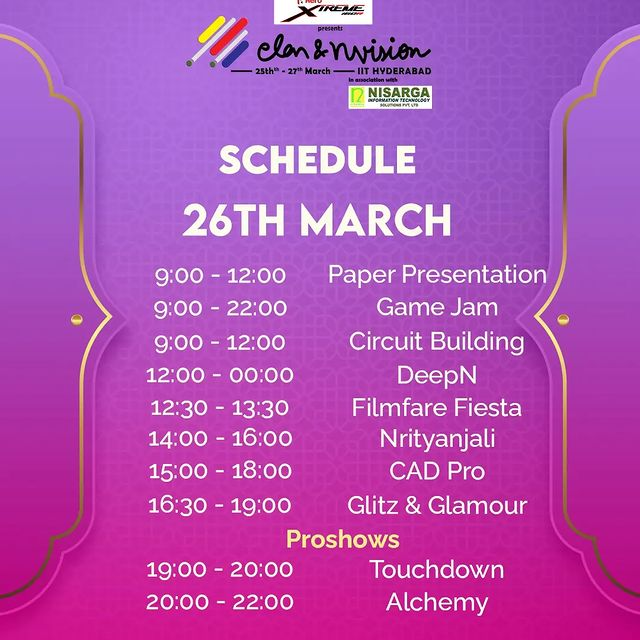 Hero
XTREME
presents
elan & nvision
25thth - 27th March IIT HYDERABAD
In association with
NISARGA
INFORMATION TECHNOLOGY
SOLUTIONS PVT. LTD
SCHEDULE
26TH MARCH
9:00 - 12:00 Paper Presentation
9:00 - 22:00 Game Jam
9:00 - 12:00 Circuit Building
12:00 - 00:00 DeepN
12:30 - 13:30 Filmfare Fiesta
14:00 - 16:00 Nrityanjali
15:00 - 18:00 CAD Pro
16:30 - 19:00 Glitz & Glamour
Proshows
19:00 - 20:00 Touchdown
20:00 - 22:00 Alchemy